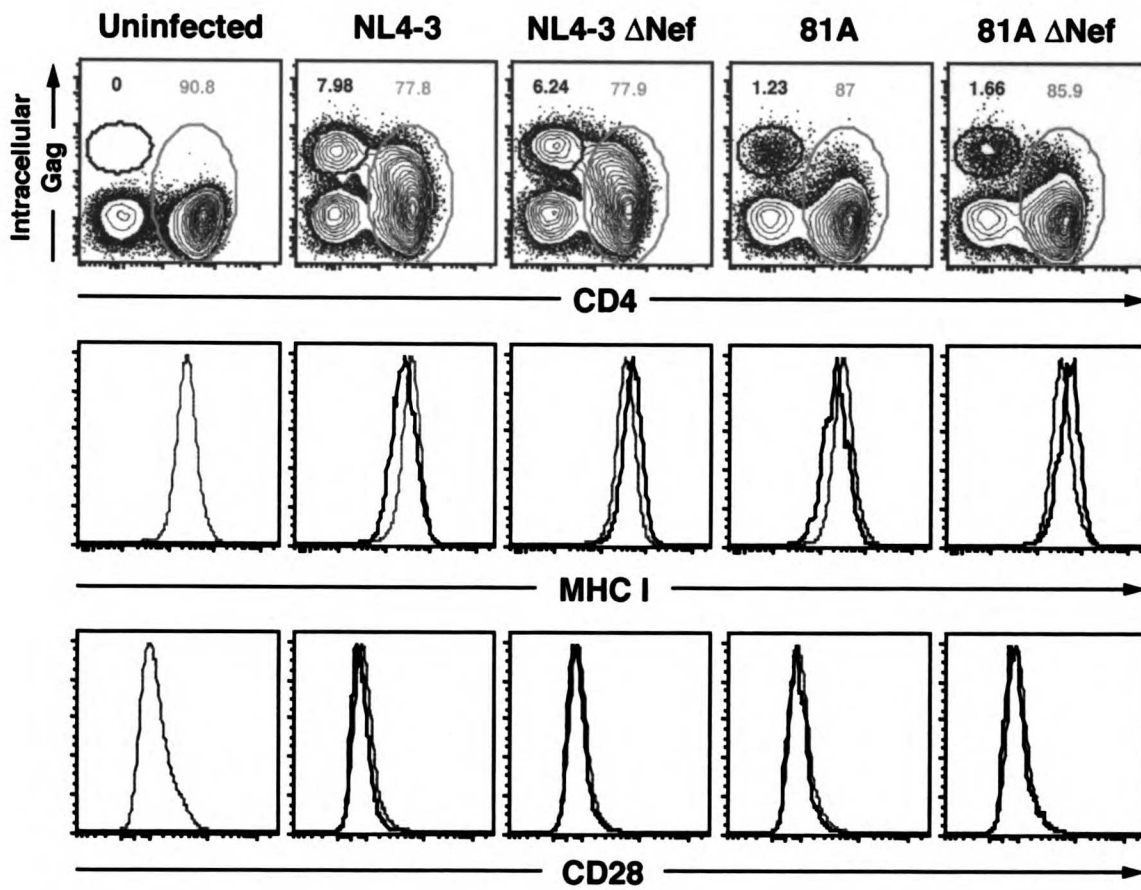 Uninfected NL4-3 NL4-3 ΔNef 81A 81A ΔNef
0 90.8 7.98 77.8 6.24 77.9 1.23 87 1.66 85.9
Intracellular
Gag
CD4
MHC I
CD28